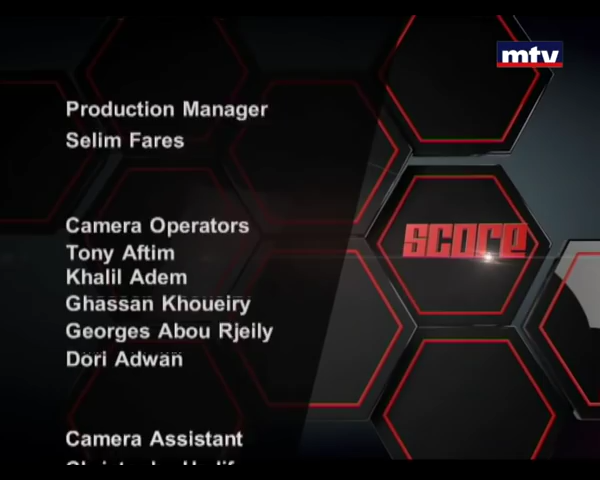 mtv
Production Manager
Selim Fares
Camera Operators
Tony Aftim
Khalil Adem
Ghassan Khoueiry
Georges Abou Rjeily
Dori Adwan
score
Camera Assistant